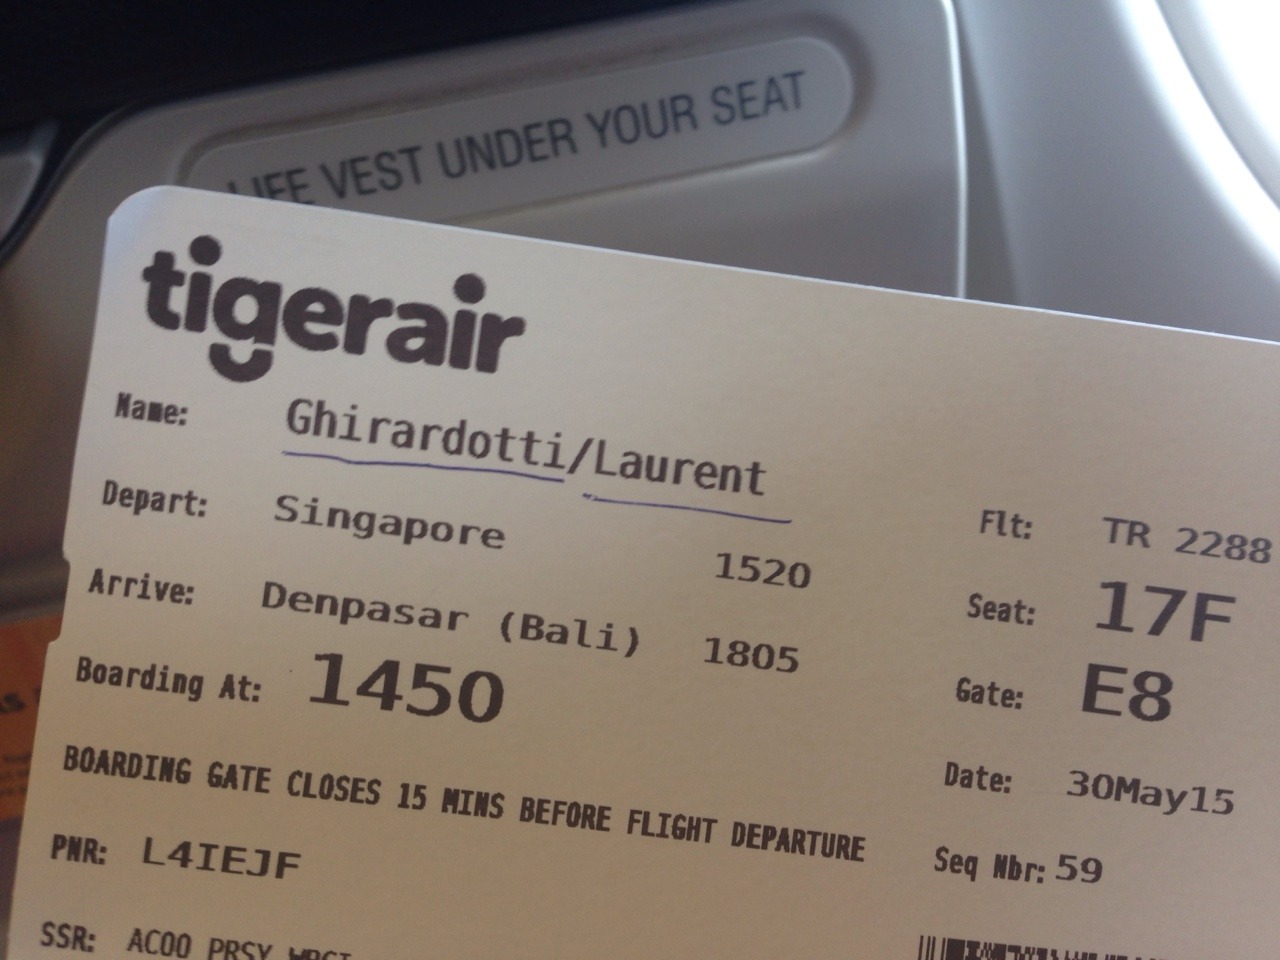 LIFE VEST UNDER YOUR SEAT
tigerair
Name: Ghirardotti/Laurent
Depart: Singapore 1520
Arrive: Denpasar (Bali) 1805
Boarding At: 1450
BOARDING GATE CLOSES 15 MINS BEFORE FLIGHT DEPARTURE
PNR: L4IEJF
SSR: AC00 PRSY
Flt: TR 2288
Seat: 17F
Gate: E8
Date: 30May15
Seq Nbr: 59